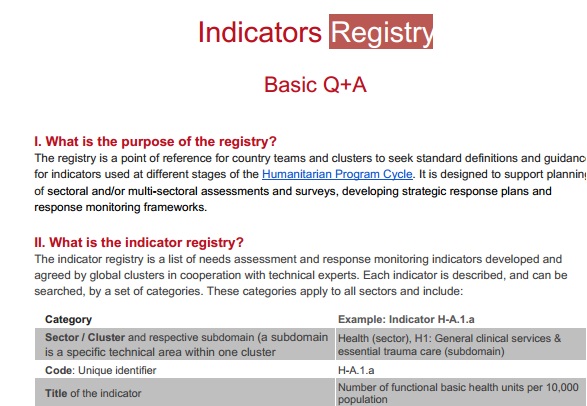 Indicators Registry
Basic Q+A
I. What is the purpose of the registry?
The registry is a point of reference for country teams and clusters to seek standard definitions and guidance
for indicators used at different stages of the Humanitarian Program Cycle. It is designed to support planning
of sectoral and/or multi-sectoral assessments and surveys, developing strategic response plans and
response monitoring frameworks.
II. What is the indicator registry?
The indicator registry is a list of needs assessment and response monitoring indicators developed and
agreed by global clusters in cooperation with technical experts. Each indicator is described, and can be
searched, by a set of categories. These categories apply to all sectors and include:
Category Example: Indicator H-A.1.a
Sector / Cluster and respective subdomain (a subdomain Health (sector), H1: General clinical services &
is a specific technical area within one cluster essential trauma care (subdomain)
Code: Unique identifier H-A.1.a
Title of the indicator Number of functional basic health units per 10,000
population